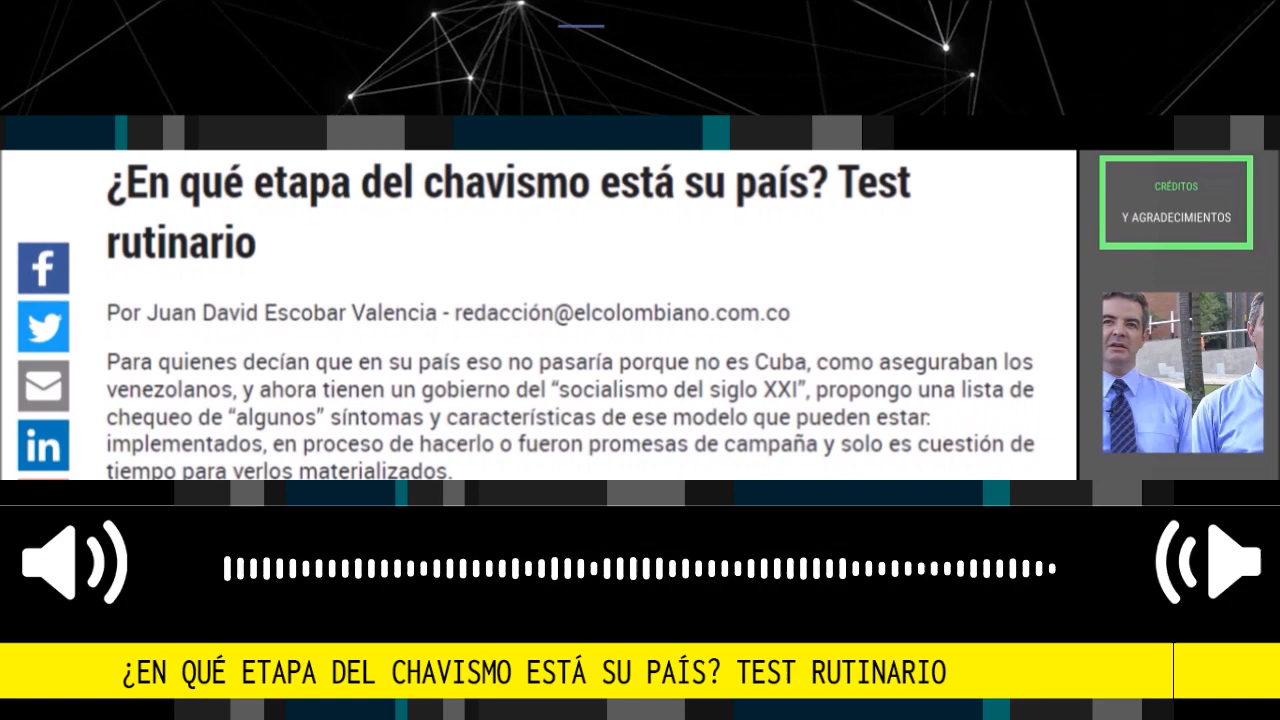 ¿En qué etapa del chavismo está su país? Test
rutinario
Por Juan David Escobar Valencia - redacción@elcolombiano.com.co
Para quienes decían que en su país eso no pasaría porque no es Cuba, como aseguraban los
venezolanos, y ahora tienen un gobierno del “socialismo del siglo XXI”, propongo una lista de
chequeo de “algunos” síntomas y características de ese modelo que pueden estar:
implementados, en proceso de hacerlo o fueron promesas de campaña y solo es cuestión de
tiempo para verlos materializados.
CRÉDITOS
Y AGRADECIMIENTOS
¿EN QUÉ ETAPA DEL CHAVISMO ESTÁ SU PAÍS? TEST RUTINARIO